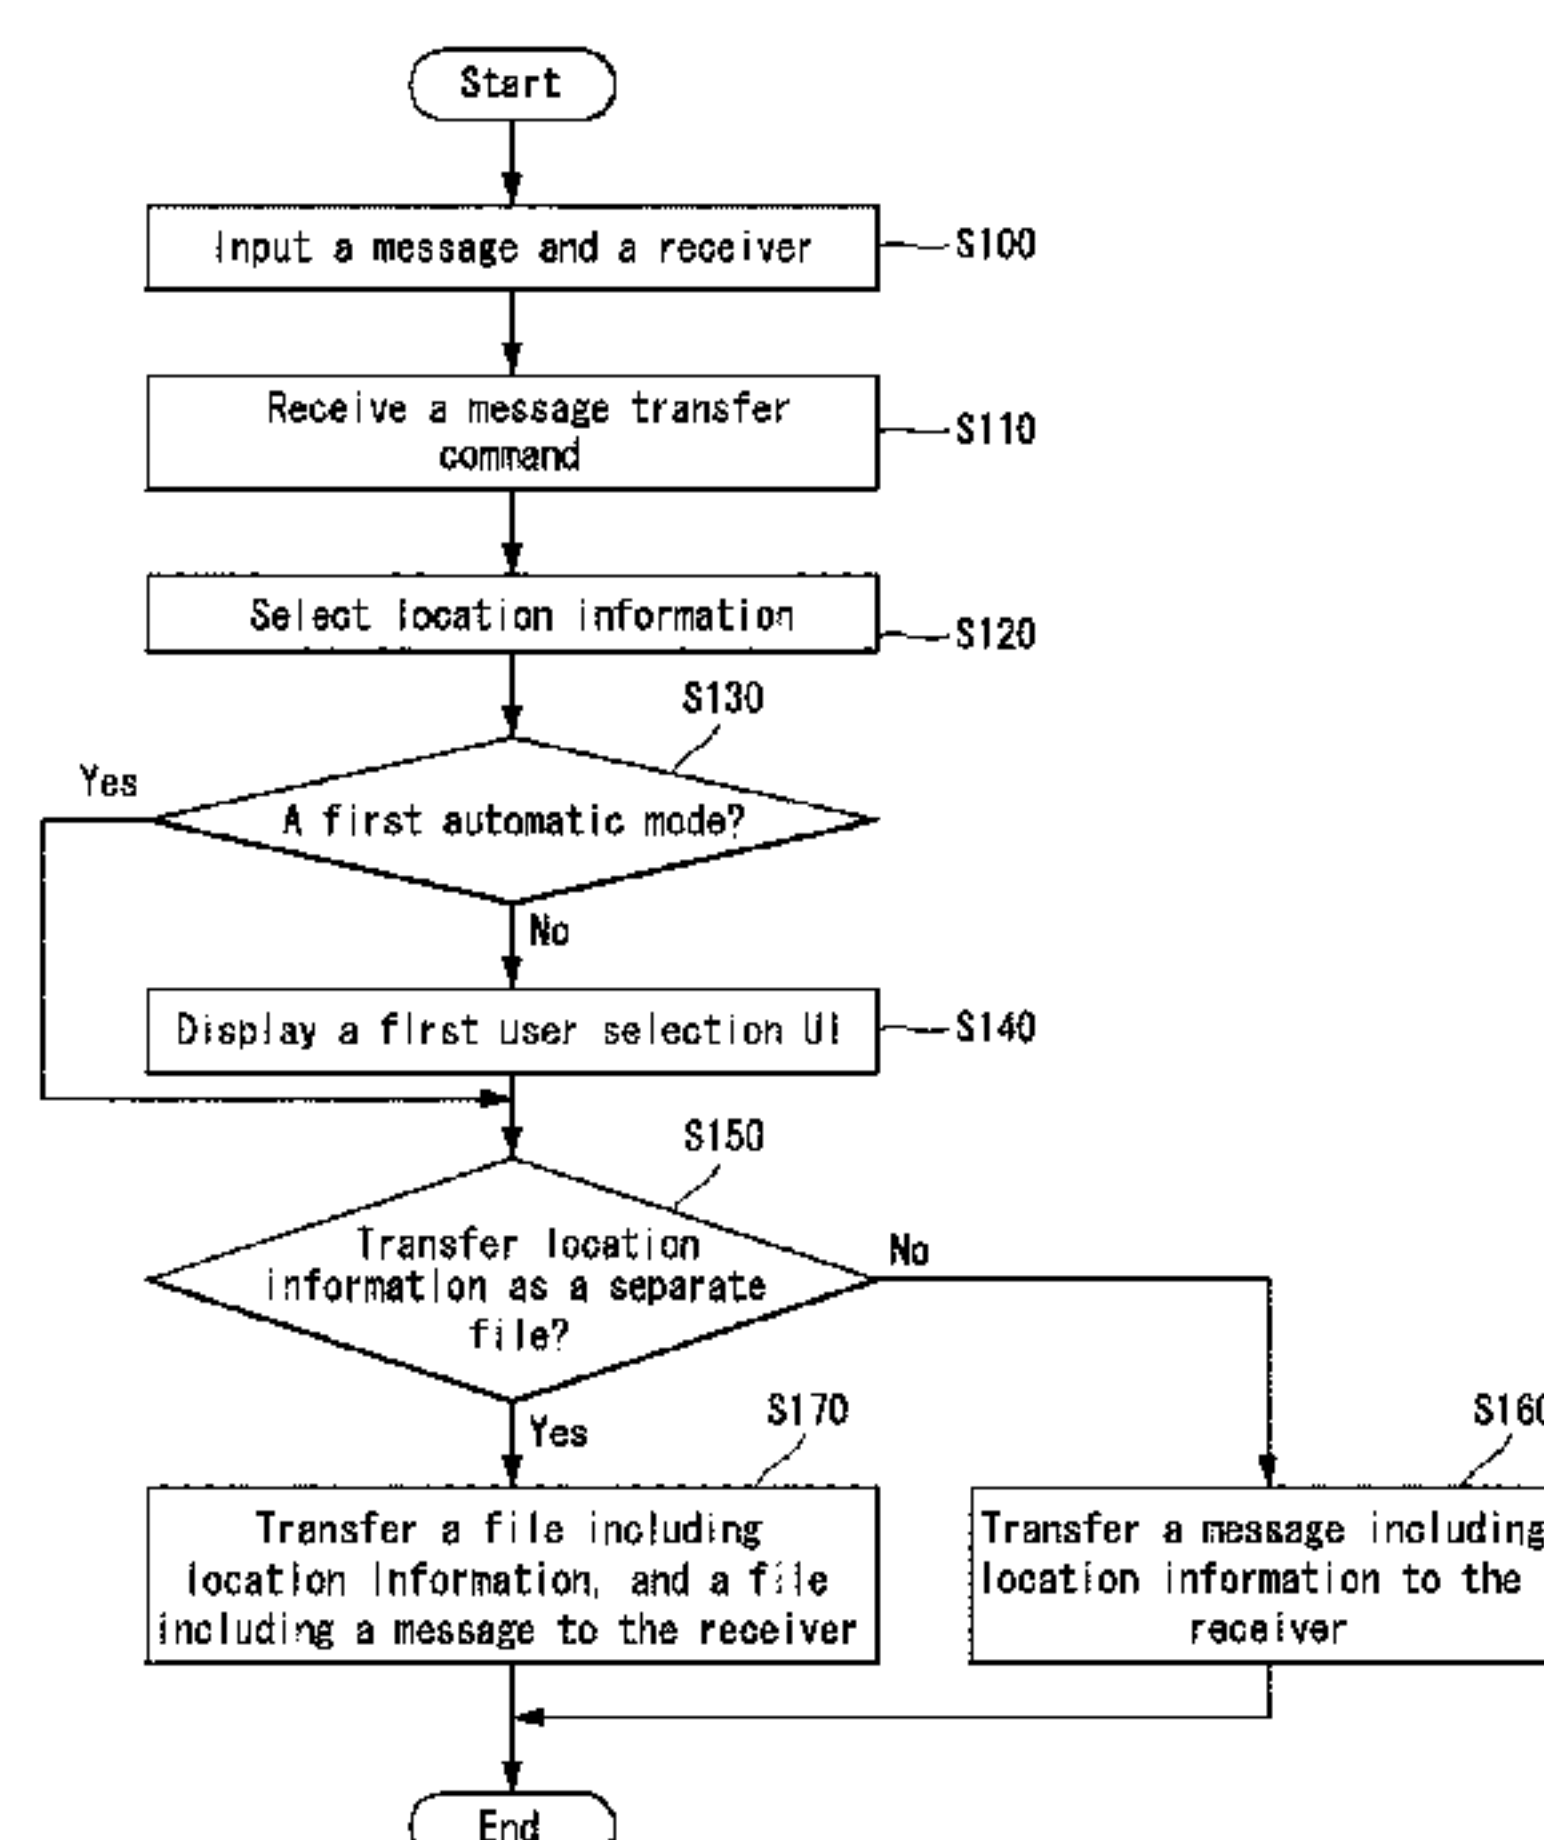 Start
Input a message and a receiver
S100
Receive a message transfer
command
S110
Select location information
S120
S130
Yes
A first automatic mode?
No
Display a first user selection UI
S140
S150
Transfer location
information as a separate
file?
No
Yes
S170
S160
Transfer a file including
location information, and a file
including a message to the receiver
Transfer a message including
location information to the
receiver
End